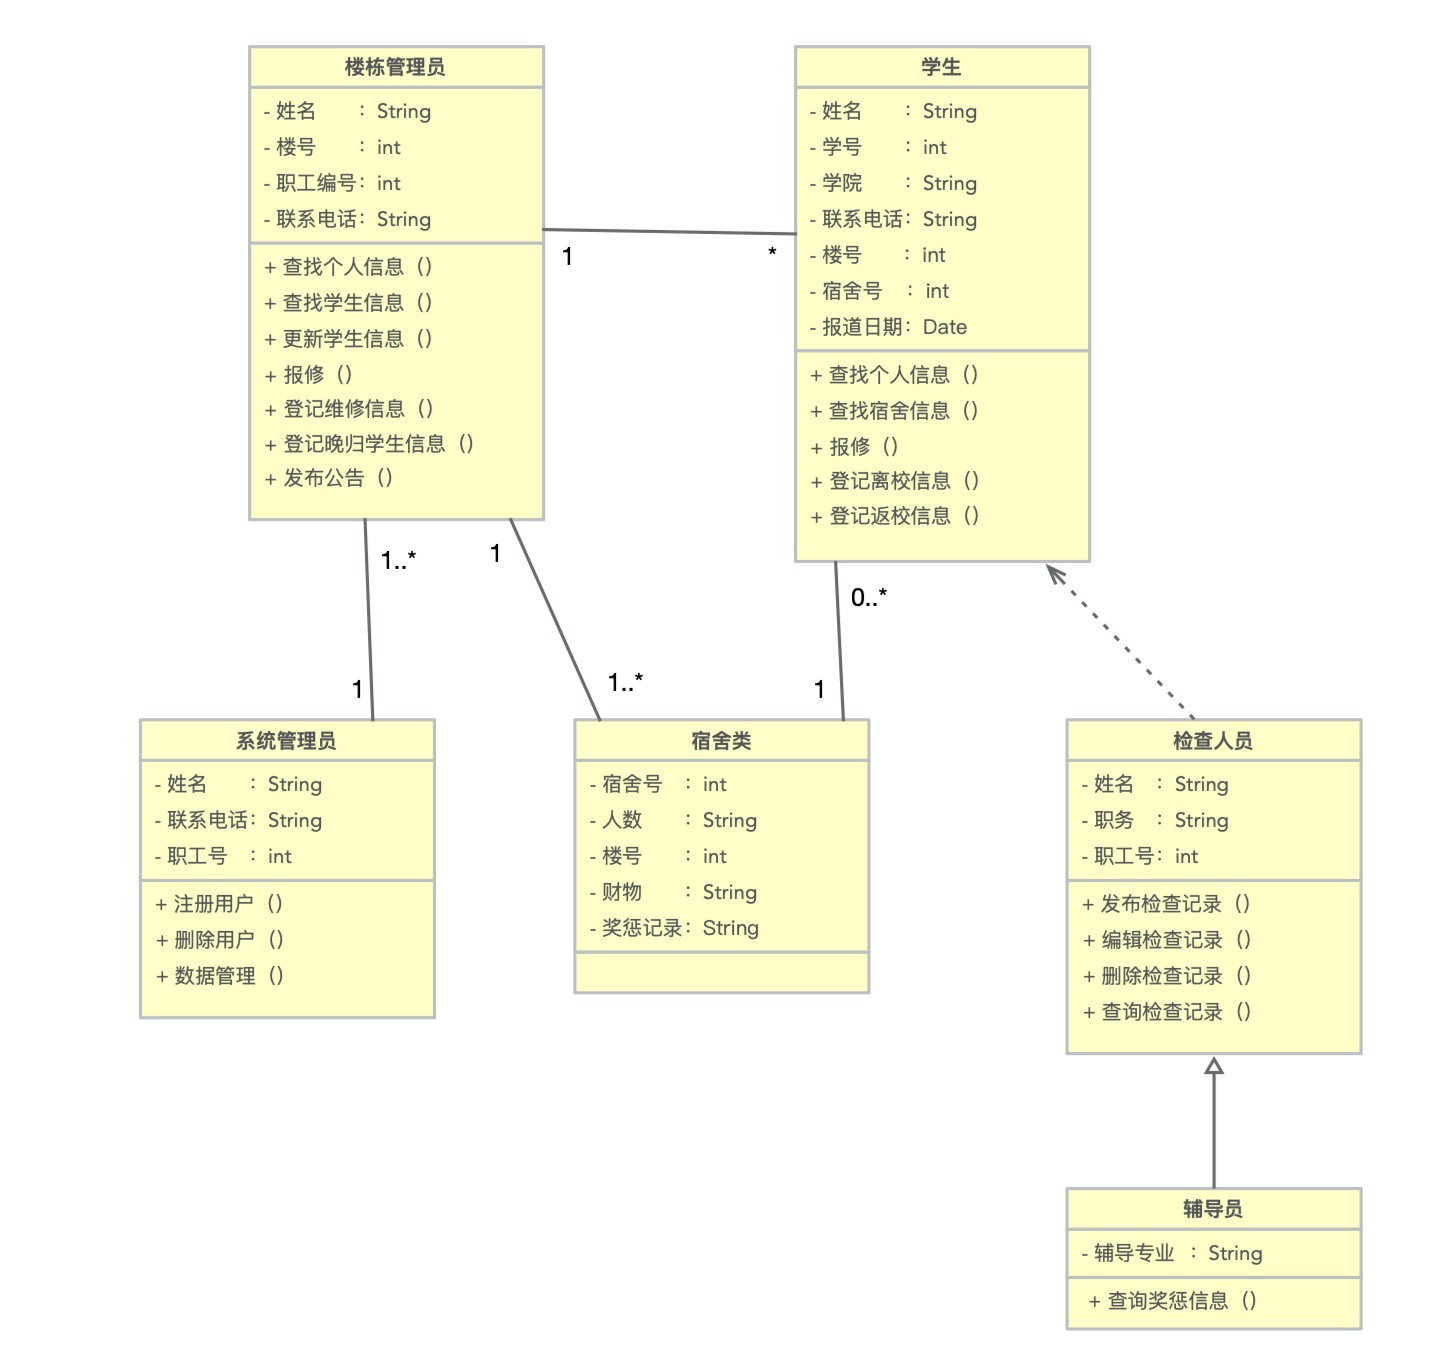 楼栋管理员
- 姓名 : String
- 楼号 : int
- 职工编号: int
- 联系电话: String
+ 查找个人信息（）
+ 查找学生信息（）
+ 更新学生信息（）
+ 报修（）
+ 登记维修信息（）
+ 登记晚归学生信息（）
+ 发布公告（）
学生
- 姓名 : String
- 学号 : int
- 学院 : String
- 联系电话: String
- 楼号 : int
- 宿舍号 : int
- 报道日期: Date
+ 查找个人信息（）
+ 查找宿舍信息（）
+ 报修（）
+ 登记离校信息（）
+ 登记返校信息（）
1
*
1..*
1
1
1..*
0..*
1
系统管理员
- 姓名 : String
- 联系电话: String
- 职工号 : int
+ 注册用户（）
+ 删除用户（）
+ 数据管理（）
宿舍类
- 宿舍号 : int
- 人数 : String
- 楼号 : int
- 财物 : String
- 奖惩记录: String
检查人员
- 姓名 : String
- 职务 : String
- 职工号: int
+ 发布检查记录（）
+ 编辑检查记录（）
+ 删除检查记录（）
+ 查询检查记录（）
辅导员
- 辅导专业 : String
+ 查询奖惩信息（）